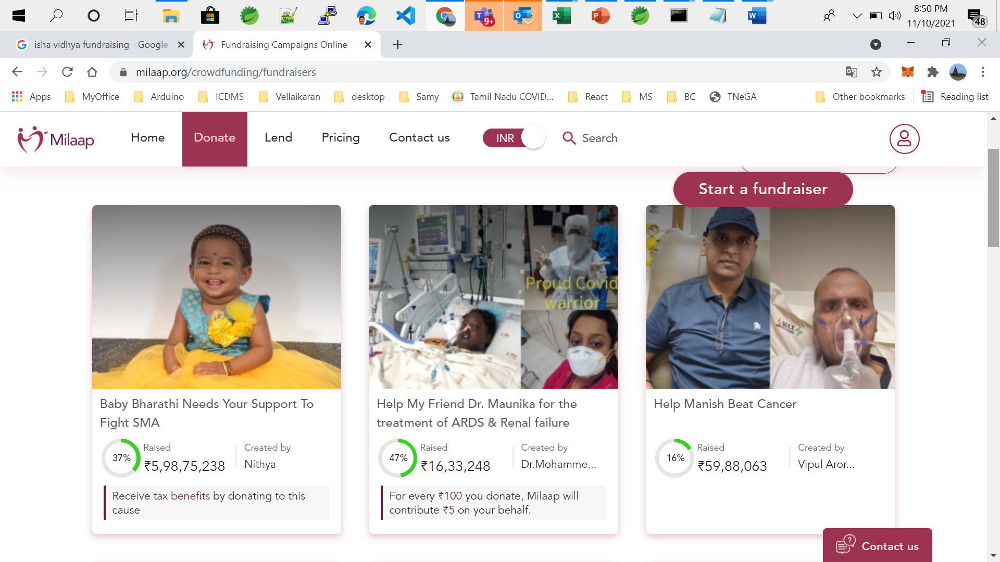 8:50 PM
11/10/2021
48
9+
isha vidhya fundraising - Google
Fundraising Campaigns Online -
milaap.org/crowdfunding/fundraisers
Apps
MyOffice
Arduino
ICDMS
Vellaikaran
desktop
Samy
Tamil Nadu COVID...
React
MS
BC
TNeGA
Other bookmarks
Reading list
Milaap
Home
Donate
Lend
Pricing
Contact us
INR
Search
Start a fundraiser
Proud Covid
warrior
MAX
Baby Bharathi Needs Your Support To
Fight SMA
37%
Raised
₹5,98,75,238
Created by
Nithya
Receive tax benefits by donating to this
cause
Help My Friend Dr. Maunika for the
treatment of ARDS & Renal failure
47%
Raised
₹16,33,248
Created by
Dr.Mohamme...
For every ₹100 you donate, Milaap will
contribute ₹5 on your behalf.
Help Manish Beat Cancer
16%
Raised
₹59,88,063
Created by
Vipul Aror...
Contact us